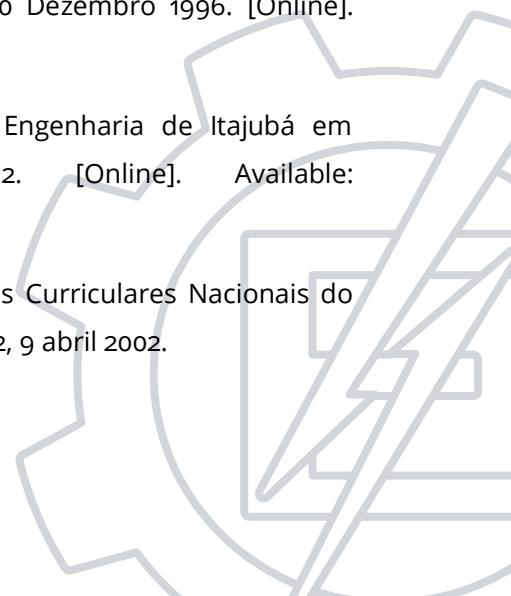 o Dezembro 1996. [Online].
Engenharia de Itajubá em
2. [Online]. Available:
s Curriculares Nacionais do
2, 9 abril 2002.